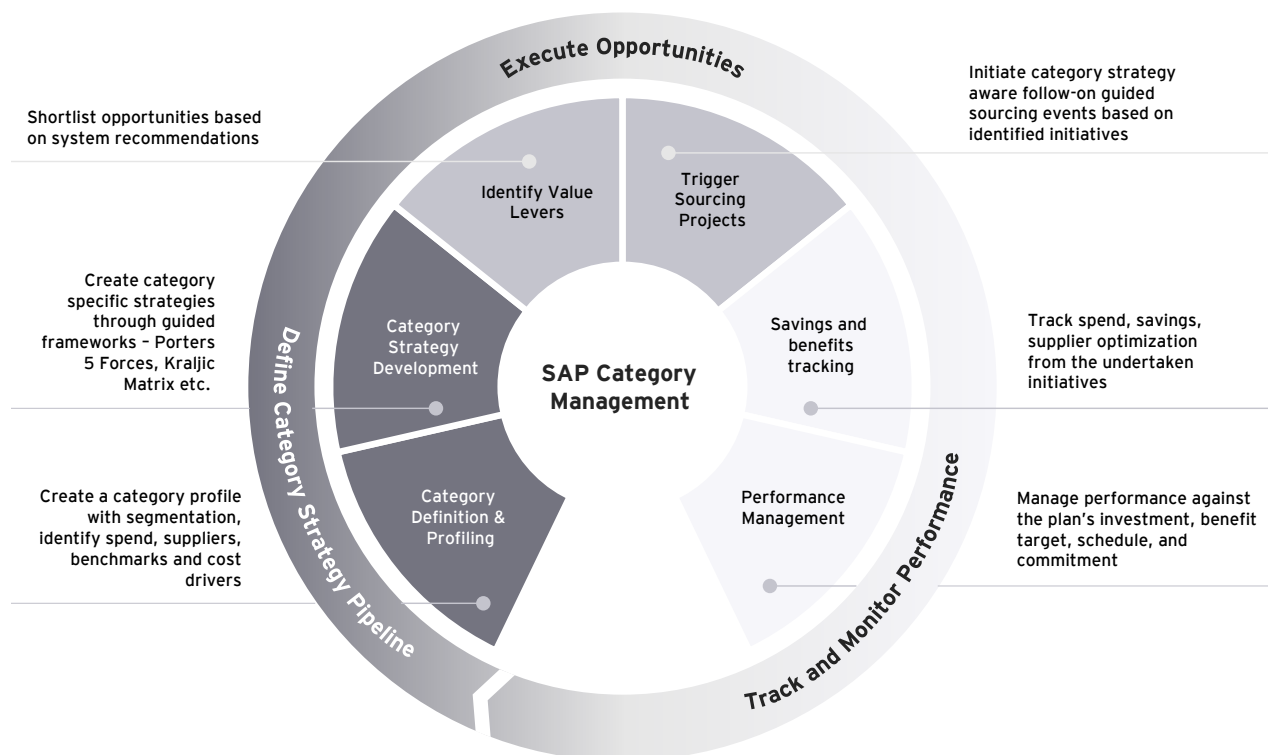 Execute Opportunities
Shortlist opportunities based
on system recommendations
Initiate category strategy
aware follow-on guided
sourcing events based on
identified initiatives
Identify Value
Levers
Trigger
Sourcing
Projects
Create category
specific strategies
through guided
frameworks – Porters
5 Forces, Kraljic
Matrix etc.
Define Category Strategy Pipeline
Category
Strategy
Development
SAP Category
Management
Savings and
benefits
tracking
Track spend, savings,
supplier optimization
from the undertaken
initiatives
Create a category profile
with segmentation,
identify spend, suppliers,
benchmarks and cost
drivers
Category
Definition &
Profiling
Performance
Management
Track and Monitor Performance
Manage performance against
the plan's investment, benefit
target, schedule, and
commitment